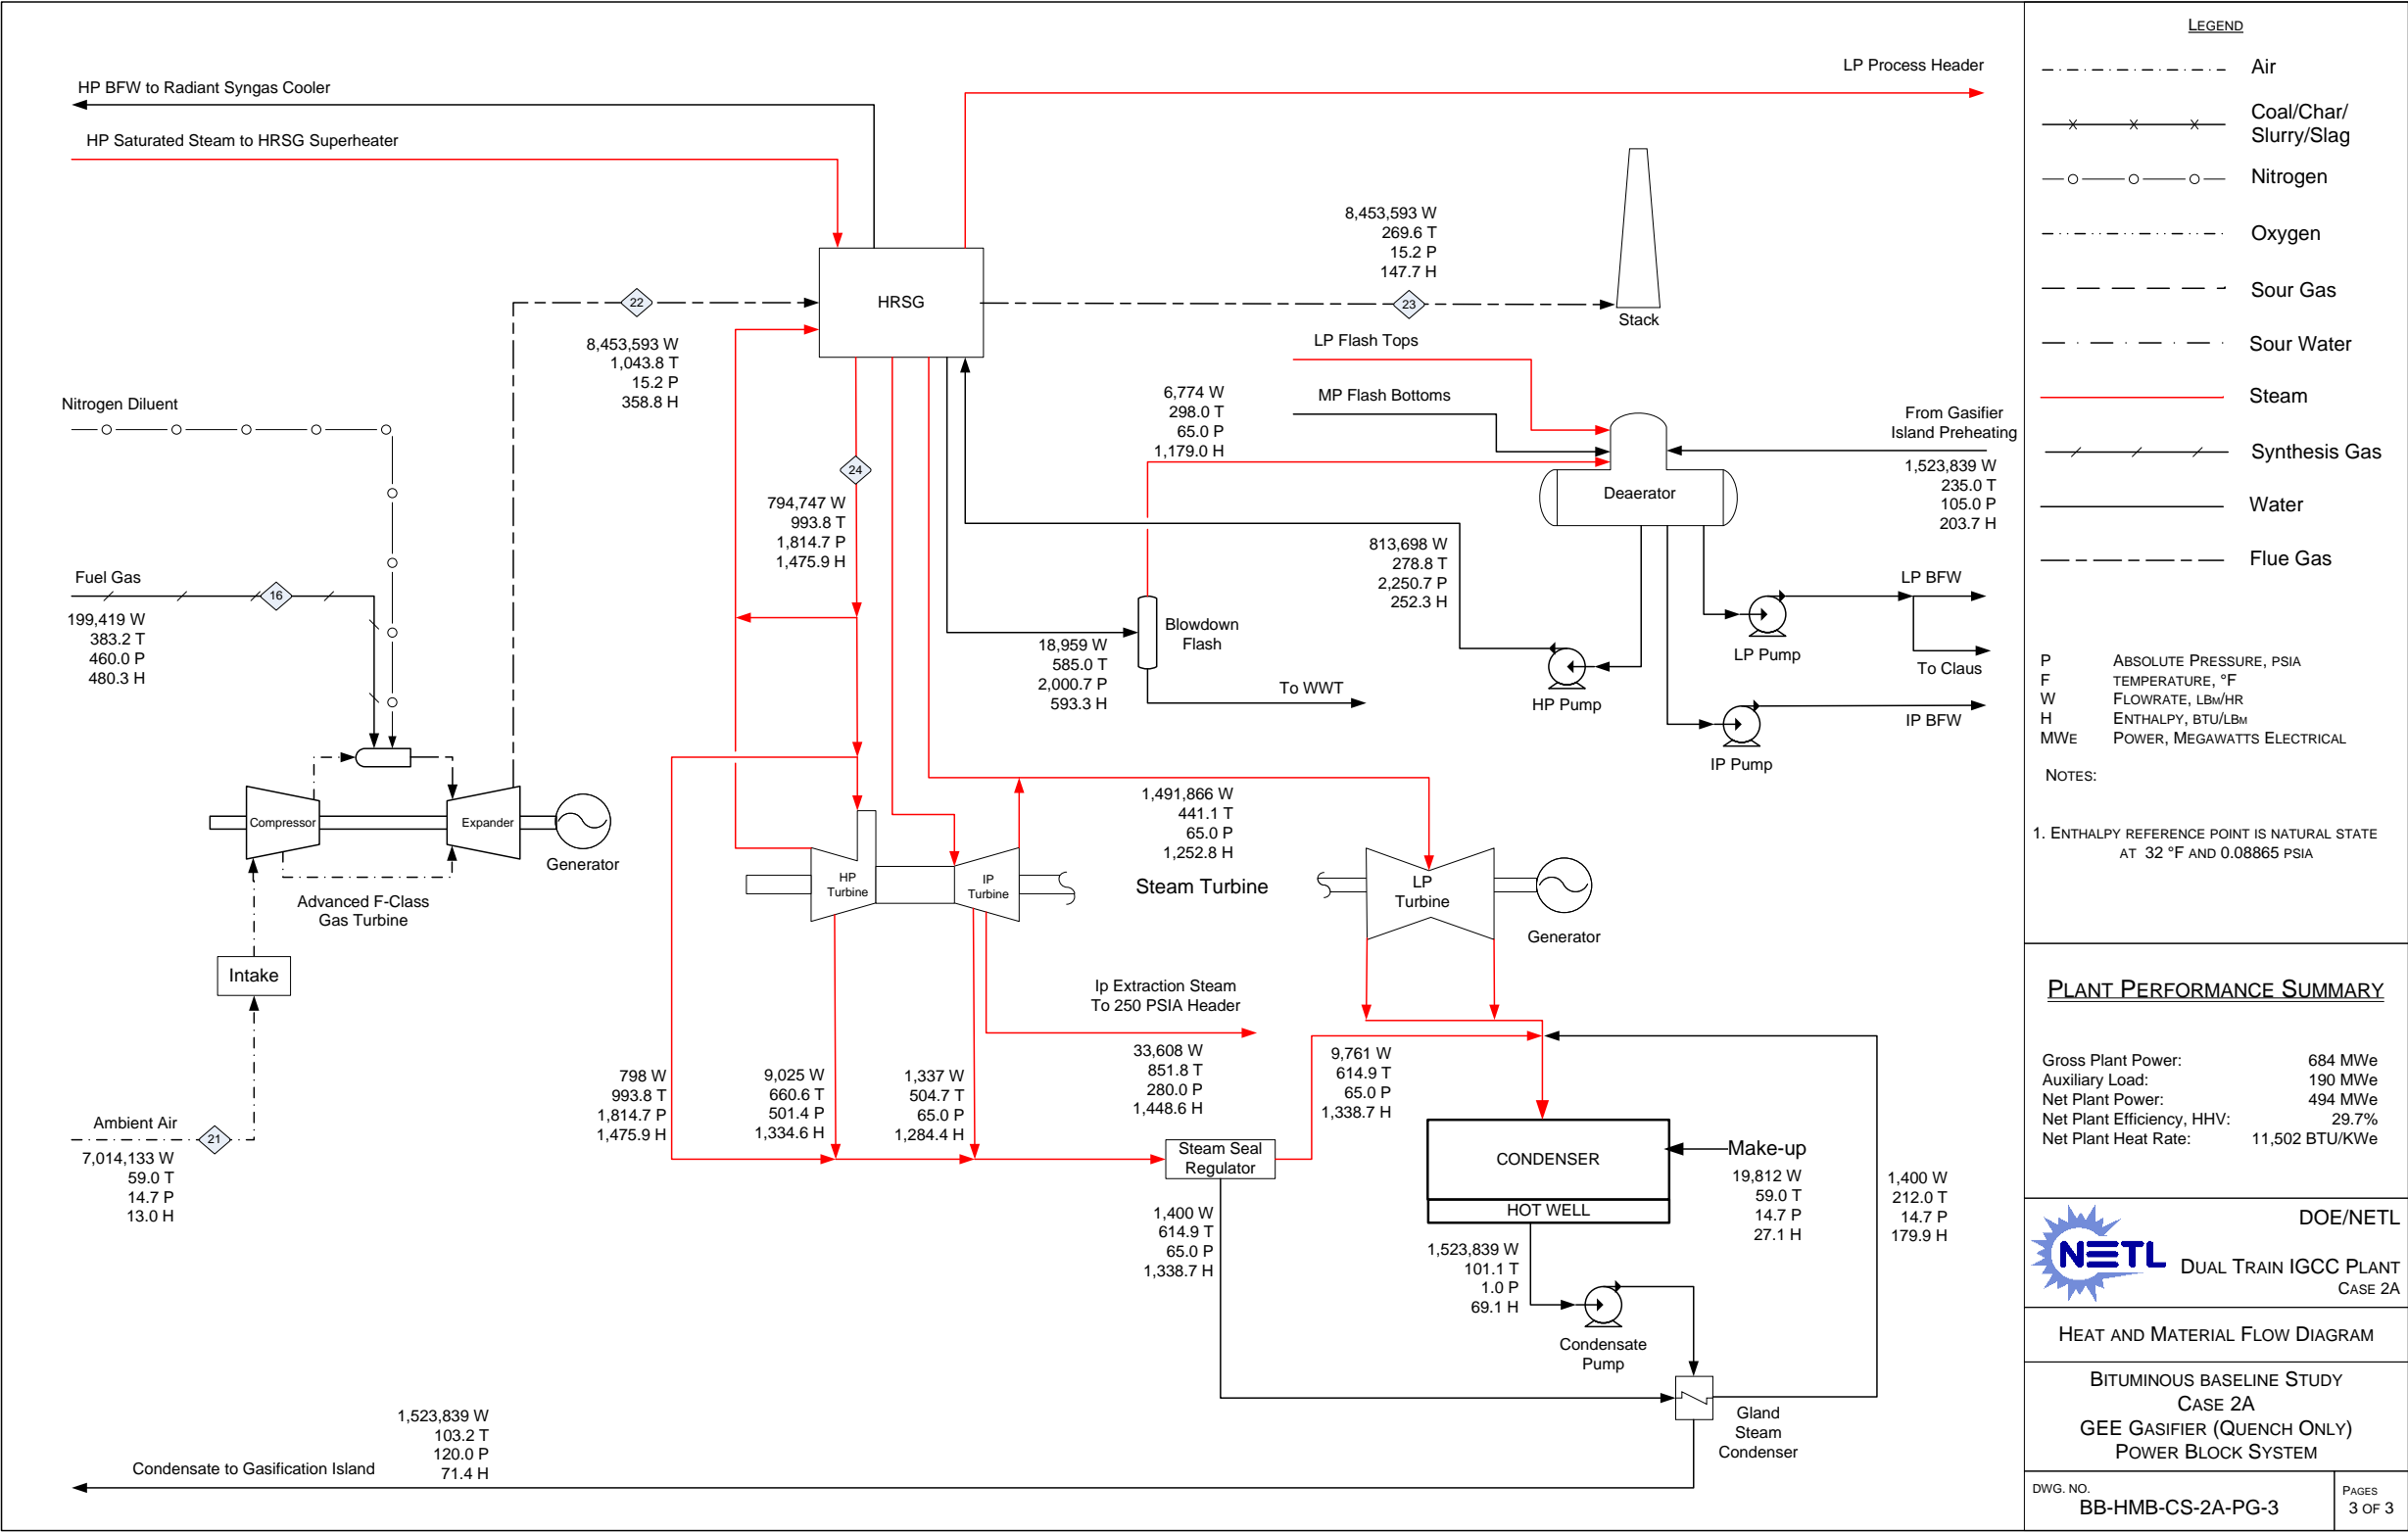 HP BFW to Radiant Syngas Cooler
HP Saturated Steam to HRSG Superheater
LP Process Header
HRSG
22
8,453,593 W
1,043.8 T
15.2 P
358.8 H
8,453,593 W
269.6 T
15.2 P
147.7 H
23
Stack
Nitrogen Diluent
LP Flash Tops
MP Flash Bottoms
6,774 W
298.0 T
65.0 P
1,179.0 H
From Gasifier
Island Preheating
1,523,839 W
235.0 T
105.0 P
203.7 H
Deaerator
24
794,747 W
993.8 T
1,814.7 P
1,475.9 H
813,698 W
278.8 T
2,250.7 P
252.3 H
Fuel Gas
16
199,419 W
383.2 T
460.0 P
480.3 H
Blowdown
Flash
18,959 W
585.0 T
2,000.7 P
593.3 H
To WWT
HP Pump
LP Pump
LP BFW
To Claus
IP BFW
IP Pump
Compressor
Expander
Generator
Advanced F-Class
Gas Turbine
Intake
Ambient Air
21
7,014,133 W
59.0 T
14.7 P
13.0 H
HP
Turbine
IP
Turbine
1,491,866 W
441.1 T
65.0 P
1,252.8 H
Steam Turbine
LP
Turbine
Generator
Ip Extraction Steam
To 250 PSIA Header
33,608 W
851.8 T
280.0 P
1,448.6 H
798 W
993.8 T
1,814.7 P
1,475.9 H
9,025 W
660.6 T
501.4 P
1,334.6 H
1,337 W
504.7 T
65.0 P
1,284.4 H
9,761 W
614.9 T
65.0 P
1,338.7 H
Steam Seal
Regulator
1,400 W
614.9 T
65.0 P
1,338.7 H
CONDENSER
HOT WELL
Make-up
19,812 W
59.0 T
14.7 P
27.1 H
1,400 W
212.0 T
14.7 P
179.9 H
1,523,839 W
101.1 T
1.0 P
69.1 H
Condensate
Pump
Gland
Steam
Condenser
1,523,839 W
103.2 T
120.0 P
71.4 H
Condensate to Gasification Island
LEGEND
Air
Coal/Char/
Slurry/Slag
Nitrogen
Oxygen
Sour Gas
Sour Water
Steam
Synthesis Gas
Water
Flue Gas
P ABSOLUTE PRESSURE, PSIA
F TEMPERATURE, °F
W FLOWRATE, LBM/HR
H ENTHALPY, BTU/LBM
MWE POWER, MEGAWATTS ELECTRICAL
NOTES:
1. ENTHALPY REFERENCE POINT IS NATURAL STATE
AT 32 °F AND 0.08865 PSIA
PLANT PERFORMANCE SUMMARY
Gross Plant Power: 684 MWe
Auxiliary Load: 190 MWe
Net Plant Power: 494 MWe
Net Plant Efficiency, HHV: 29.7%
Net Plant Heat Rate: 11,502 BTU/KWe
NETL
DOE/NETL
DUAL TRAIN IGCC PLANT
CASE 2A
HEAT AND MATERIAL FLOW DIAGRAM
BITUMINOUS BASELINE STUDY
CASE 2A
GEE GASIFIER (QUENCH ONLY)
POWER BLOCK SYSTEM
DWG. NO.
BB-HMB-CS-2A-PG-3
PAGES
3 OF 3